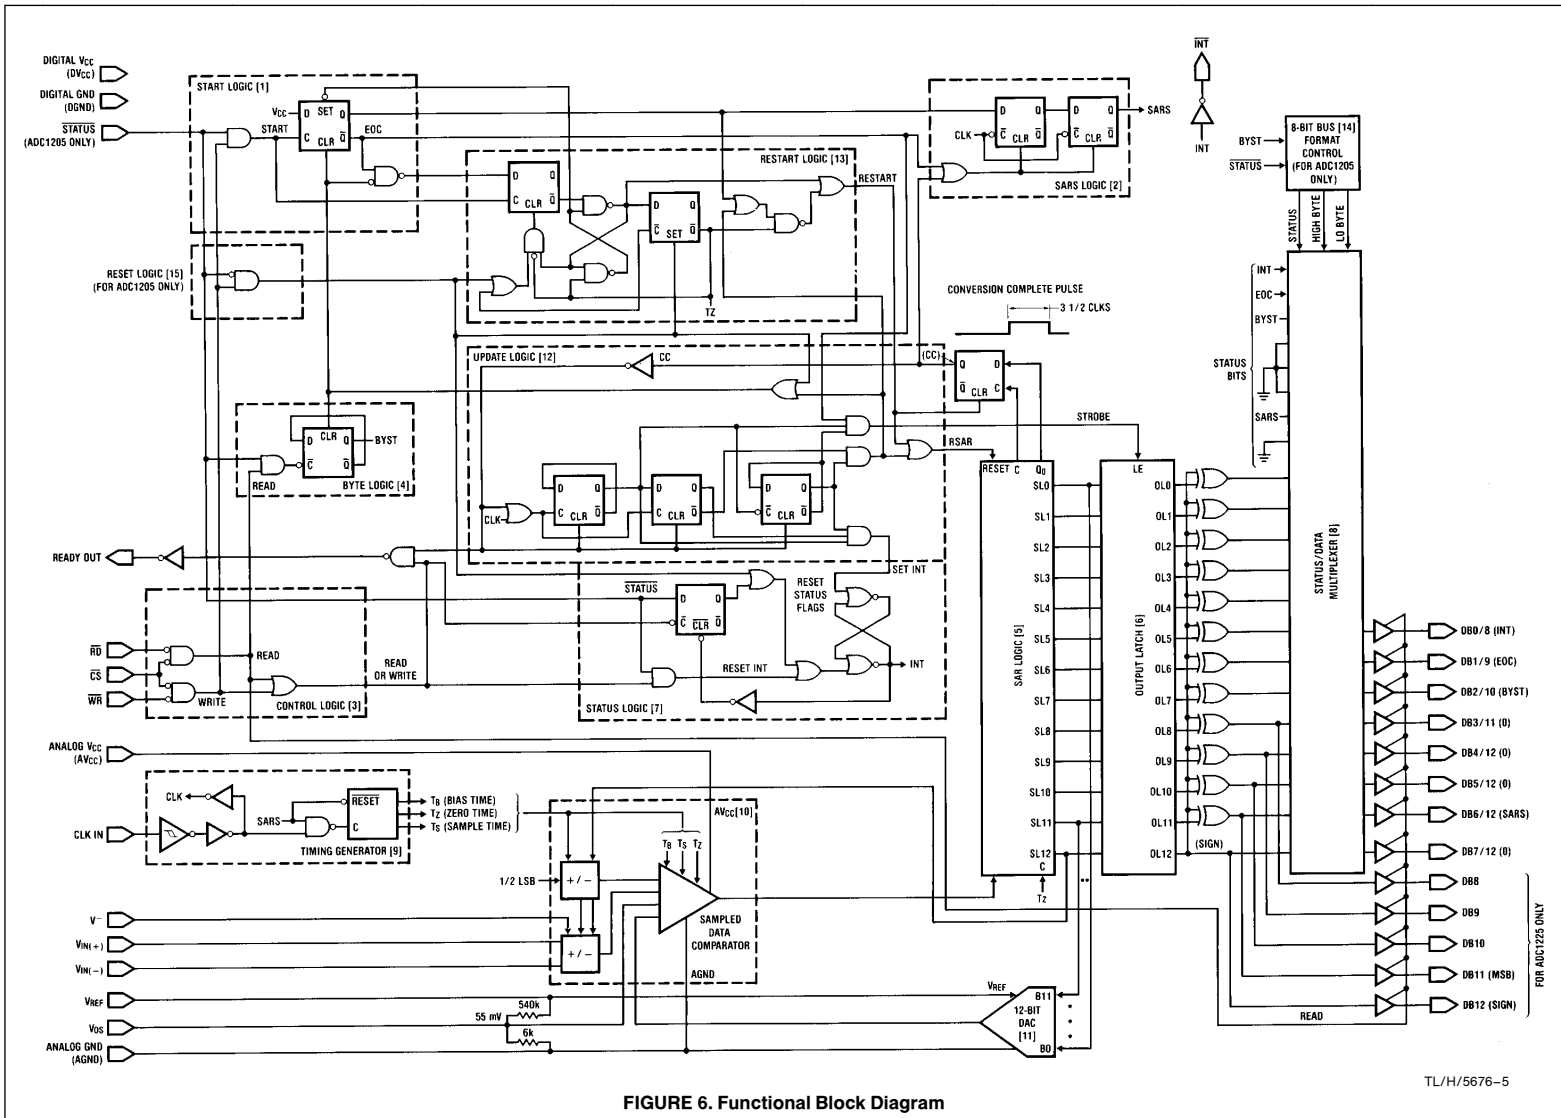 DIGITAL VCC
(DVCC)
DIGITAL GND
(DGND)
STATUS
(ADC1205 ONLY)
START LOGIC [1]
VCC
D SET Q
START
C CLR Q
EOC
RESTART LOGIC [13]
D Q
C Q
CLR
D Q
C Q
SET
RESTART
TZ
SARS LOGIC [2]
CLK
D Q
C Q
CLR
D Q
C Q
CLR
SARS
INT
INT
BYST
STATUS
8-BIT BUS [14]
FORMAT
CONTROL
(FOR ADC1205
ONLY)
STATUS
HIGH BYTE
LO BYTE
RESET LOGIC [15]
(FOR ADC1205 ONLY)
CONVERSION COMPLETE PULSE
3 1/2 CLKS
INT
EOC
BYST
STATUS
BITS
SARS
UPDATE LOGIC [12]
CC
(CC)
Q D
Q C
CLR
STROBE
RSAR
CLR
D Q
C Q
BYST
READ
BYTE LOGIC [4]
CLK
D Q
C Q
CLR
D Q
C Q
CLR
D Q
C Q
CLR
READY OUT
SET INT
STATUS
D Q
C CLR Q
RESET
STATUS
FLAGS
RESET INT
INT
STATUS LOGIC [7]
RD
CS
WR
READ
WRITE
READ
OR WRITE
CONTROL LOGIC [3]
RESET C Q0
SL0
SL1
SL2
SL3
SL4
SL5
SL6
SL7
SL8
SL9
SL10
SL11
SL12
C
TZ
SAR LOGIC [5]
LE
OUTPUT LATCH [6]
OL0
OL1
OL2
OL3
OL4
OL5
OL6
OL7
OL8
OL9
OL10
OL11
OL12
(SIGN)
STATUS/DATA
MULTIPLEXER [8]
DB0/8 (INT)
DB1/9 (EOC)
DB2/10 (BYST)
DB3/11 (0)
DB4/12 (0)
DB5/12 (0)
DB6/12 (SARS)
DB7/12 (0)
DB8
DB9
DB10
DB11 (MSB)
DB12 (SIGN)
FOR ADC1225 ONLY
READ
ANALOG VCC
(AVCC)
CLK
CLK IN
SARS
RESET
C
TB (BIAS TIME)
TZ (ZERO TIME)
TS (SAMPLE TIME)
TIMING GENERATOR [9]
AVCC[10]
TB TS TZ
1/2 LSB
+/−
+/−
SAMPLED
DATA
COMPARATOR
AGND
V−
VIN(+)
VIN(−)
VREF
VOS
ANALOG GND
(AGND)
540k
55 mV
6k
VREF
B11
12-BIT
DAC
[11]
B0
TL/H/5676–5
FIGURE 6. Functional Block Diagram